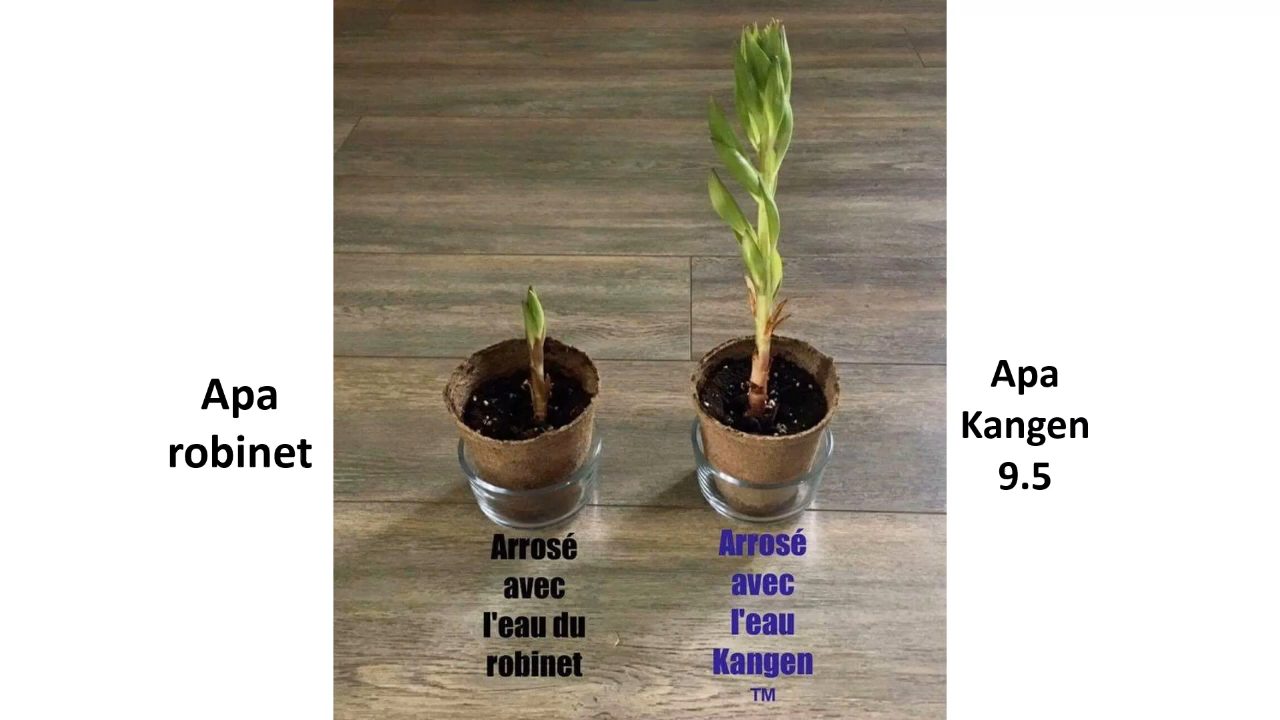 Apa
robinet
Arrosé
avec
l'eau du
robinet
Arrosé
avec
l'eau
Kangen
TM
Apa
Kangen
9.5